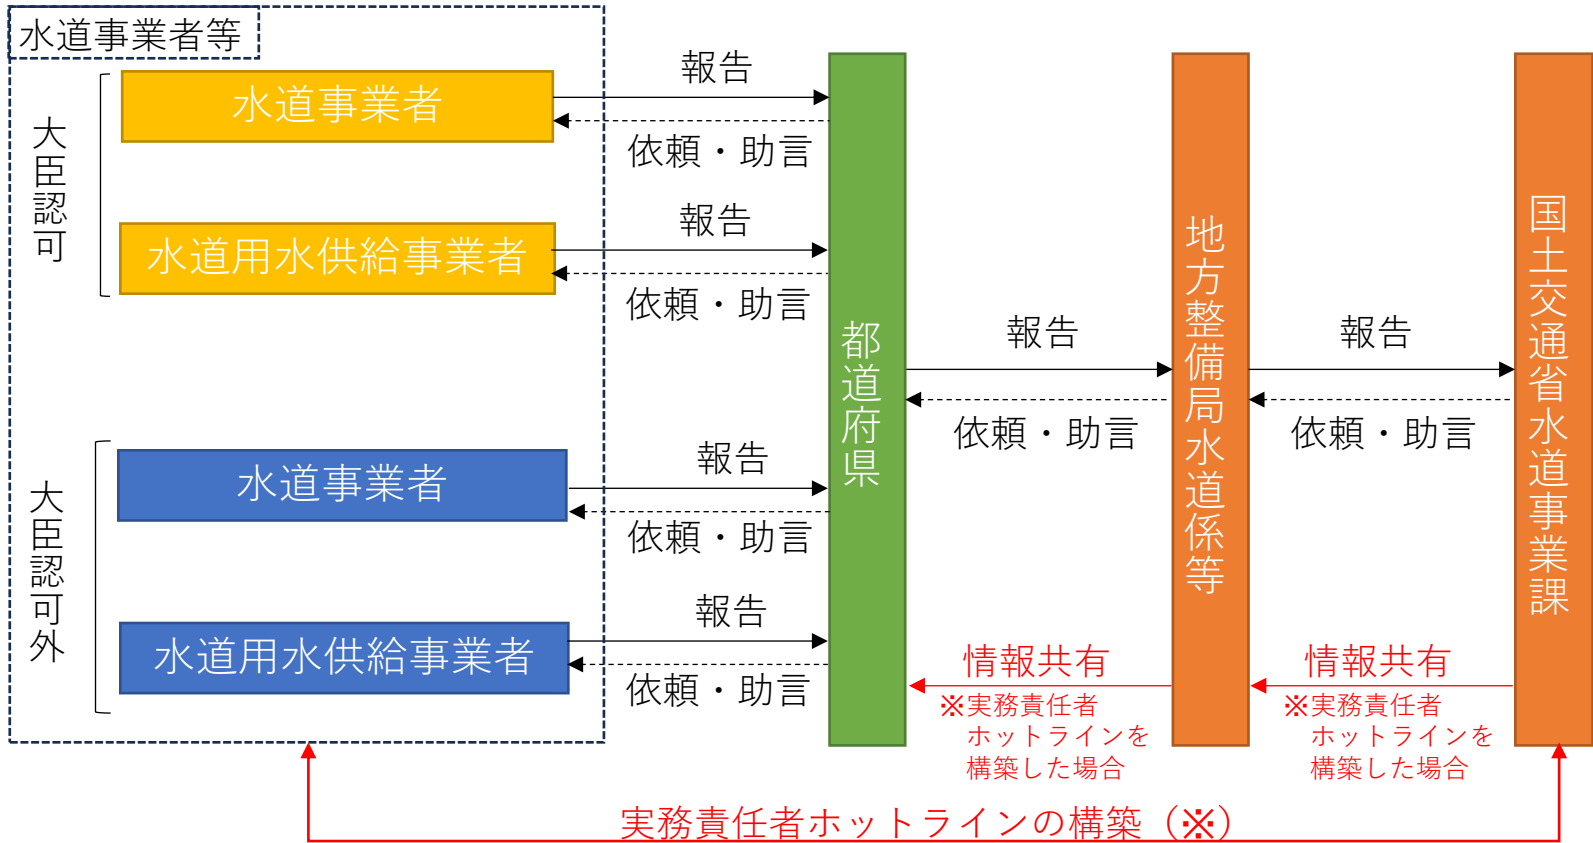 水道事業者等
大臣認可
水道事業者
報告
依頼・助言
水道用水供給事業者
報告
依頼・助言
大臣認可外
水道事業者
報告
依頼・助言
水道用水供給事業者
報告
依頼・助言
都道府県
報告
依頼・助言
情報共有
※実務責任者
ホットラインを
構築した場合
地方整備局水道係等
報告
依頼・助言
情報共有
※実務責任者
ホットラインを
構築した場合
国土交通省水道事業課
実務責任者ホットラインの構築（※）